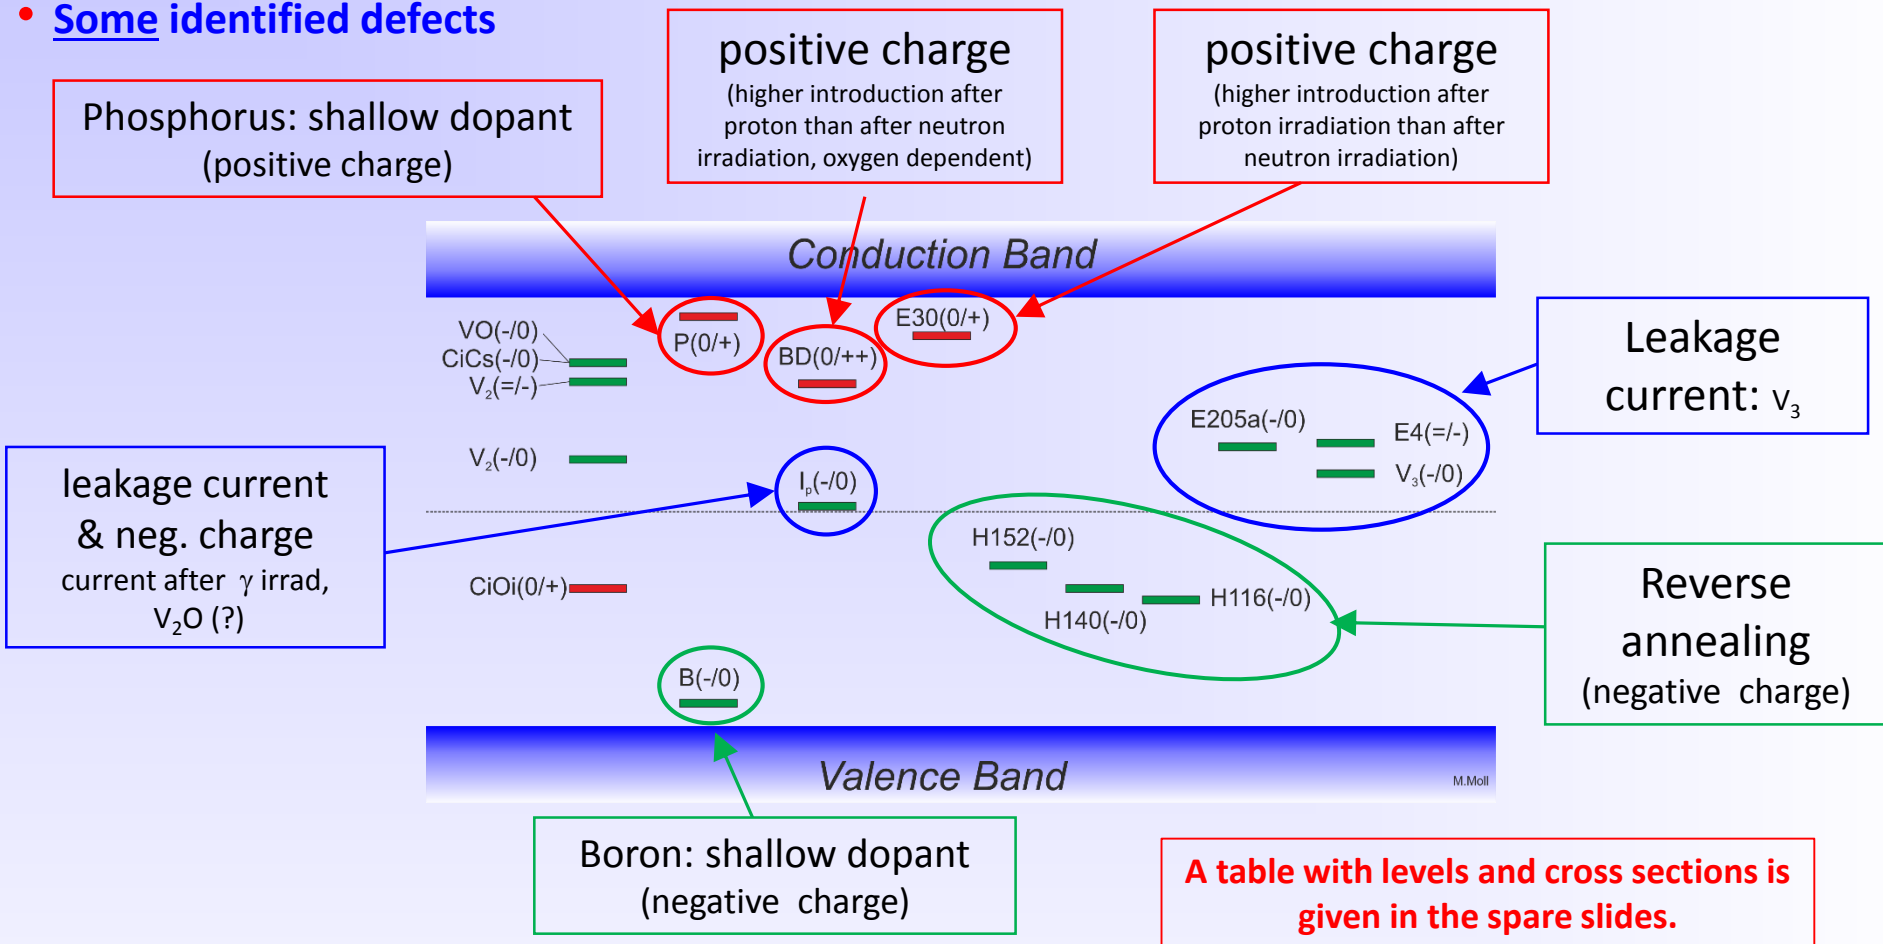 • Some identified defects
Phosphorus: shallow dopant
(positive charge)
positive charge
(higher introduction after
proton than after neutron
irradiation, oxygen dependent)
positive charge
(higher introduction after
proton irradiation than after
neutron irradiation)
Conduction Band
VO(-/0)
CiCs(-/0)
V₂(=/-)
P(0/+)
BD(0/++)
E30(0/+)
Leakage
current: V₃
E205a(-/0)
E4(=/-)
V₃(-/0)
V₂(-/0)
Iₚ(-/0)
leakage current
& neg. charge
current after γ irrad,
V₂O (?)
H152(-/0)
H140(-/0)
H116(-/0)
CiOi(0/+)
Reverse
annealing
(negative charge)
B(-/0)
Valence Band
M.Moll
Boron: shallow dopant
(negative charge)
A table with levels and cross sections is
given in the spare slides.